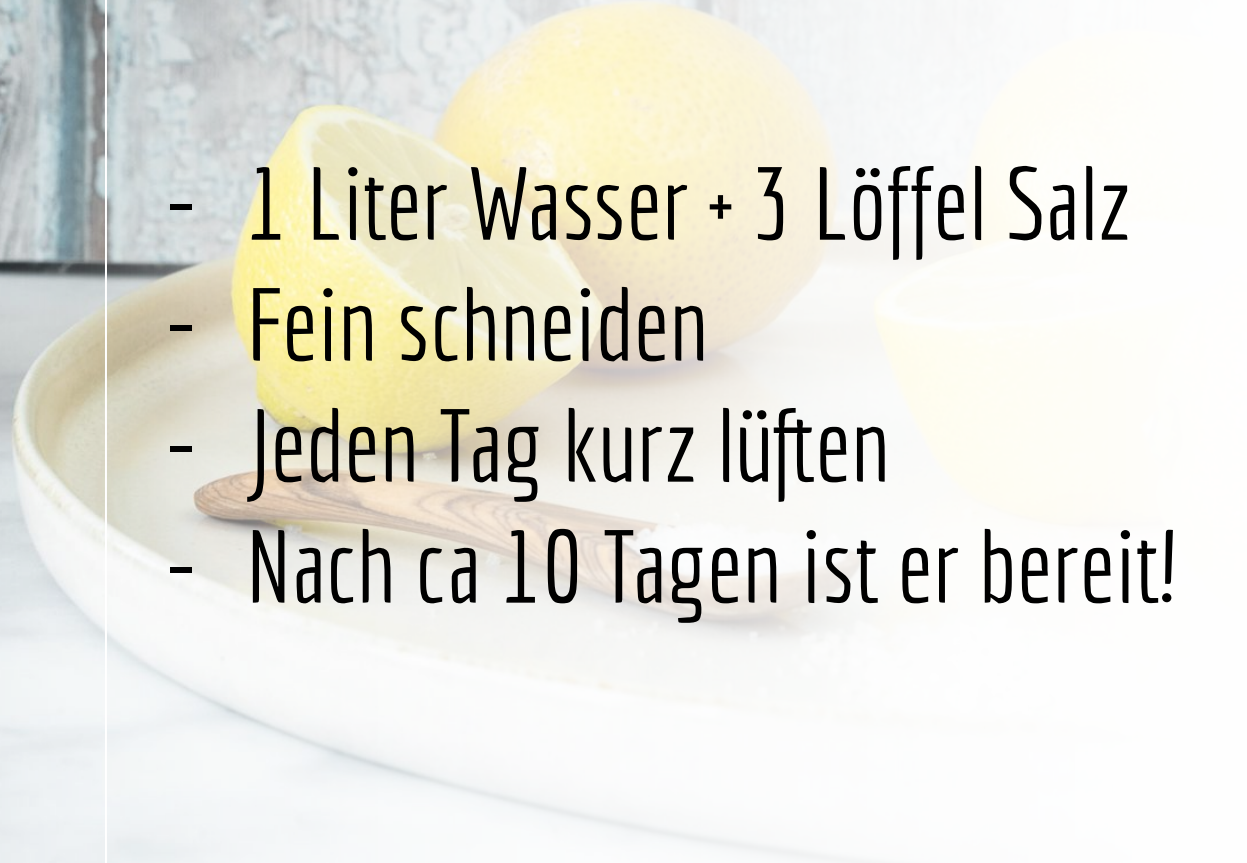 - 1 Liter Wasser + 3 Löffel Salz
- Fein schneiden
- Jeden Tag kurz lüften
- Nach ca 10 Tagen ist er bereit!